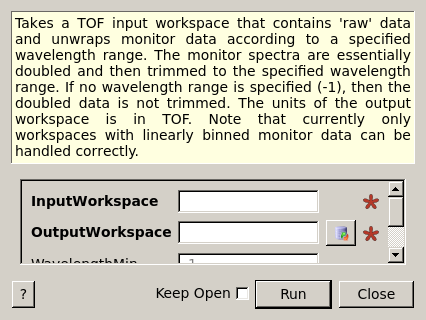 Takes a TOF input workspace that contains 'raw' data
and unwraps monitor data according to a specified
wavelength range. The monitor spectra are essentially
doubled and then trimmed to the specified wavelength
range. If no wavelength range is specified (-1), then the
doubled data is not trimmed. The units of the output
workspace is in TOF. Note that currently only
workspaces with linearly binned monitor data can be
handled correctly.
InputWorkspace
OutputWorkspace
WavelengthMin
?
Keep Open
Run
Close